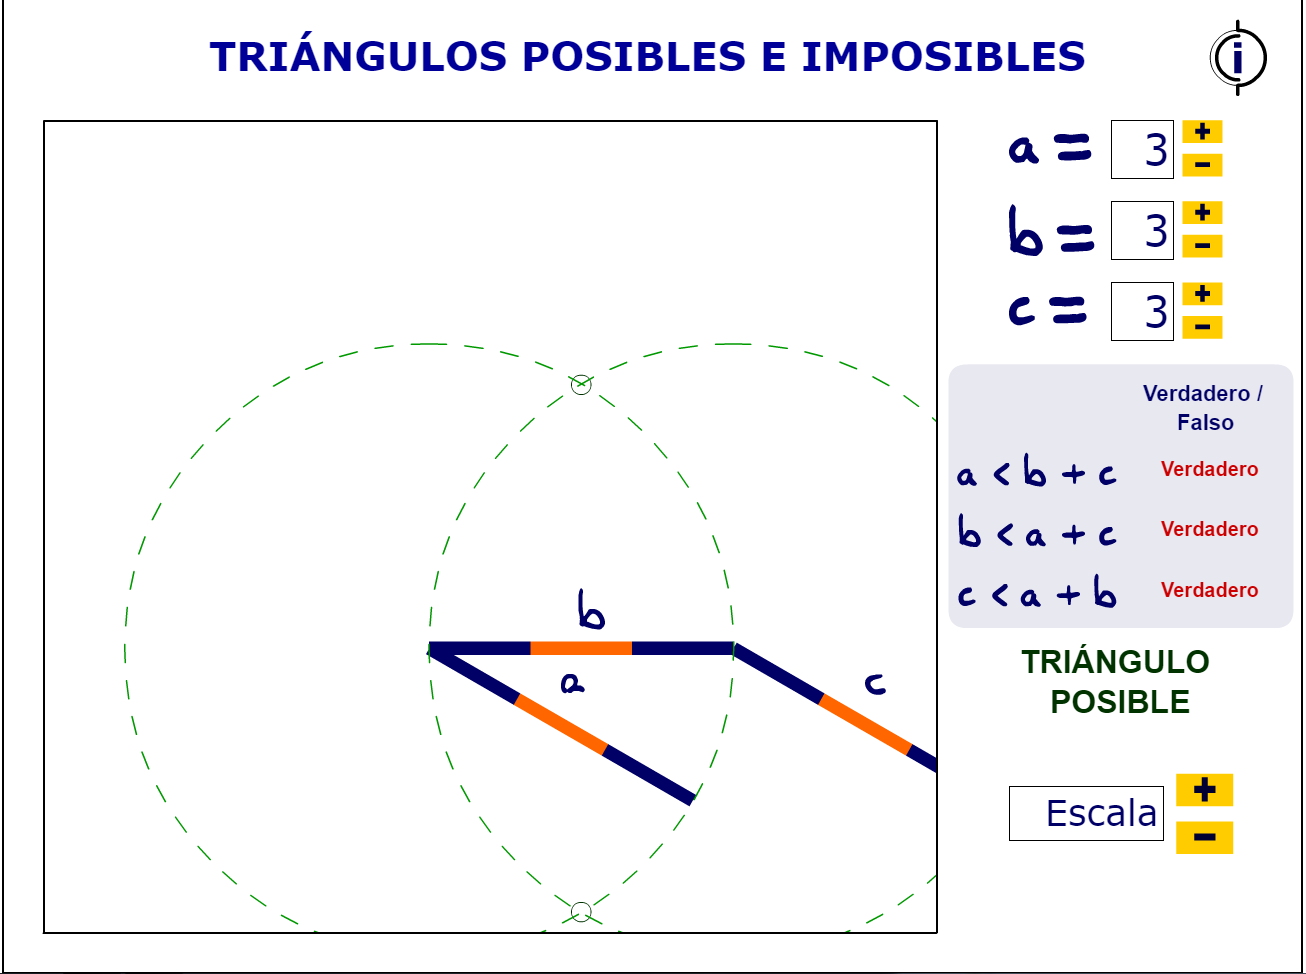 TRIÁNGULOS POSIBLES E IMPOSIBLES
i
a = 3 + -
b = 3 + -
c = 3 + -
Verdadero /
Falso
a < b + c Verdadero
b < a + c Verdadero
c < a + b Verdadero
b
a
c
TRIÁNGULO
POSIBLE
Escala + -